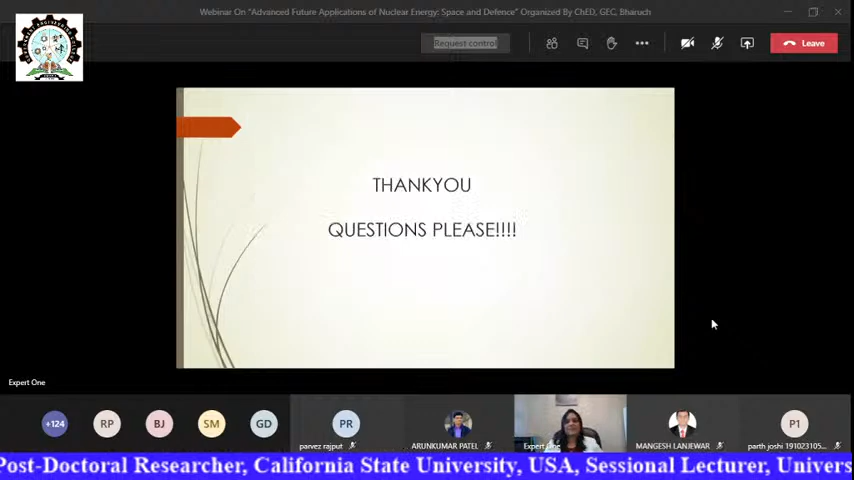 Webinar On "Advanced Future Applications of Nuclear Energy: Space and Defence" Organized By ChED, GEC, Bharuch
Request control
Leave
THANKYOU
QUESTIONS PLEASE!!!!
Expert One
+124
RP
BJ
SM
GD
PR
P1
parvez rajput
ARUNKUMAR PATEL
Expert One
MANGESH LANJEWAR
parth joshi 191023105...
Post-Doctoral Researcher, California State University, USA, Sessional Lecturer, Univers